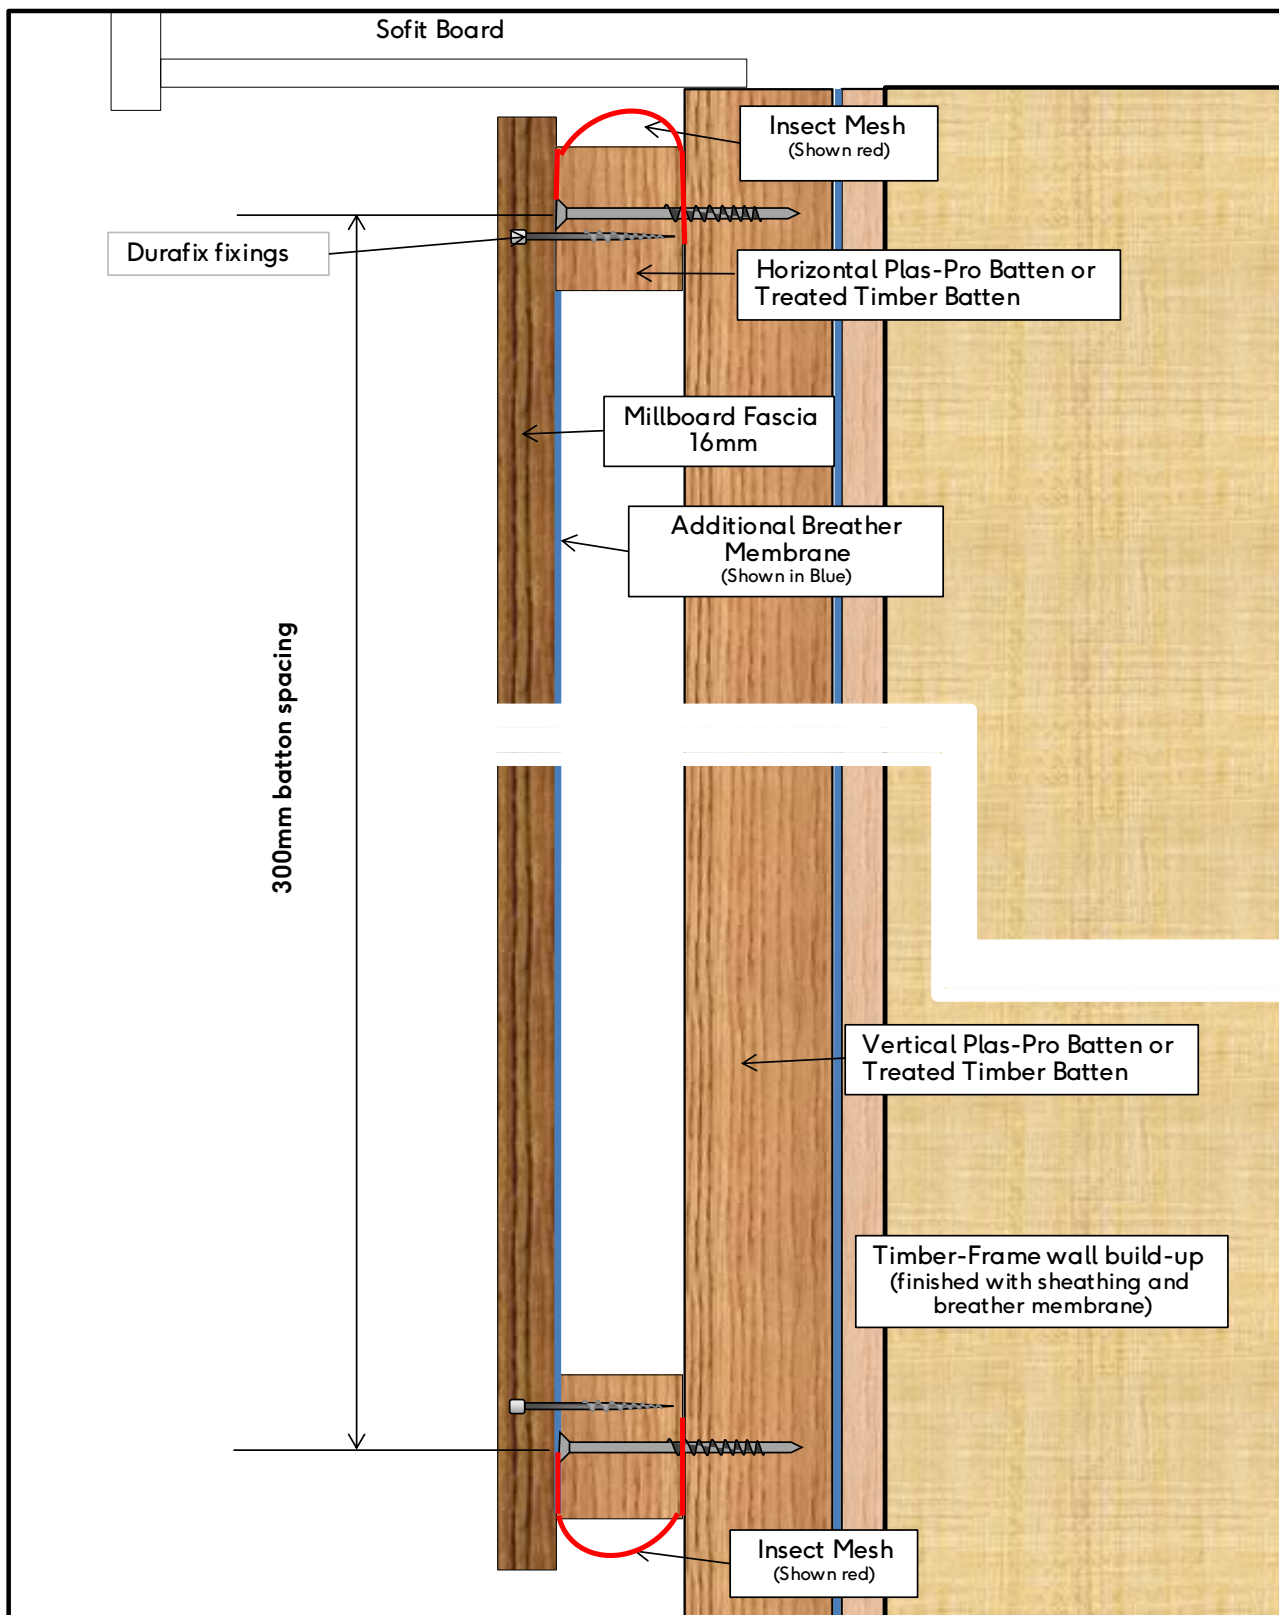 Sofit Board
Insect Mesh
(Shown red)
Durafix fixings
Horizontal Plas-Pro Batten or
Treated Timber Batten
Millboard Fascia
16mm
Additional Breather
Membrane
(Shown in Blue)
300mm batton spacing
Vertical Plas-Pro Batten or
Treated Timber Batten
Timber-Frame wall build-up
(finished with sheathing and
breather membrane)
Insect Mesh
(Shown red)